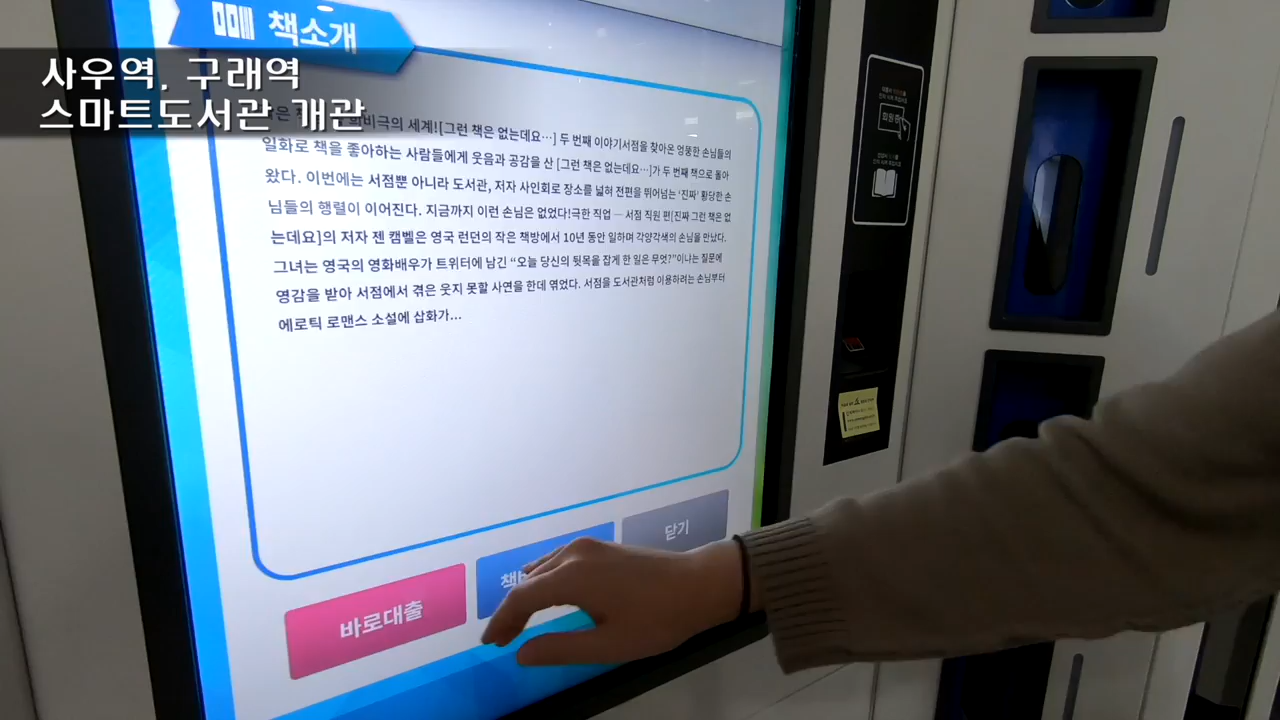 책소개
사우역, 구래역
스마트도서관 개관
희비극의 세계![그런 책은 없는데요…] 두 번째 이야기서점을 찾아온 엉뚱한 손님들의
일화로 책을 좋아하는 사람들에게 웃음과 공감을 산 [그런 책은 없는데요…]가 두 번째 책으로 돌아
왔다. 이번에는 서점뿐 아니라 도서관, 저자 사인회로 장소를 넓혀 전편을 뛰어넘는 ‘진짜’ 황당한 손
님들의 행렬이 이어진다. 지금까지 이런 손님은 없었다!극한 직업 — 서점 직원 편[진짜 그런 책은 없
는데요]의 저자 젠 캠벨은 영국 런던의 작은 책방에서 10년 동안 일하며 각양각색의 손님을 만났다.
그녀는 영국의 영화배우가 트위터에 남긴 “오늘 당신의 뒷목을 잡게 한 일은 무엇?”이냐는 질문에
영감을 받아 서점에서 겪은 웃지 못할 사연을 한데 엮었다. 서점을 도서관처럼 이용하려는 손님부터
에로틱 로맨스 소설에 삽화가...
닫기
바로대출
회원증